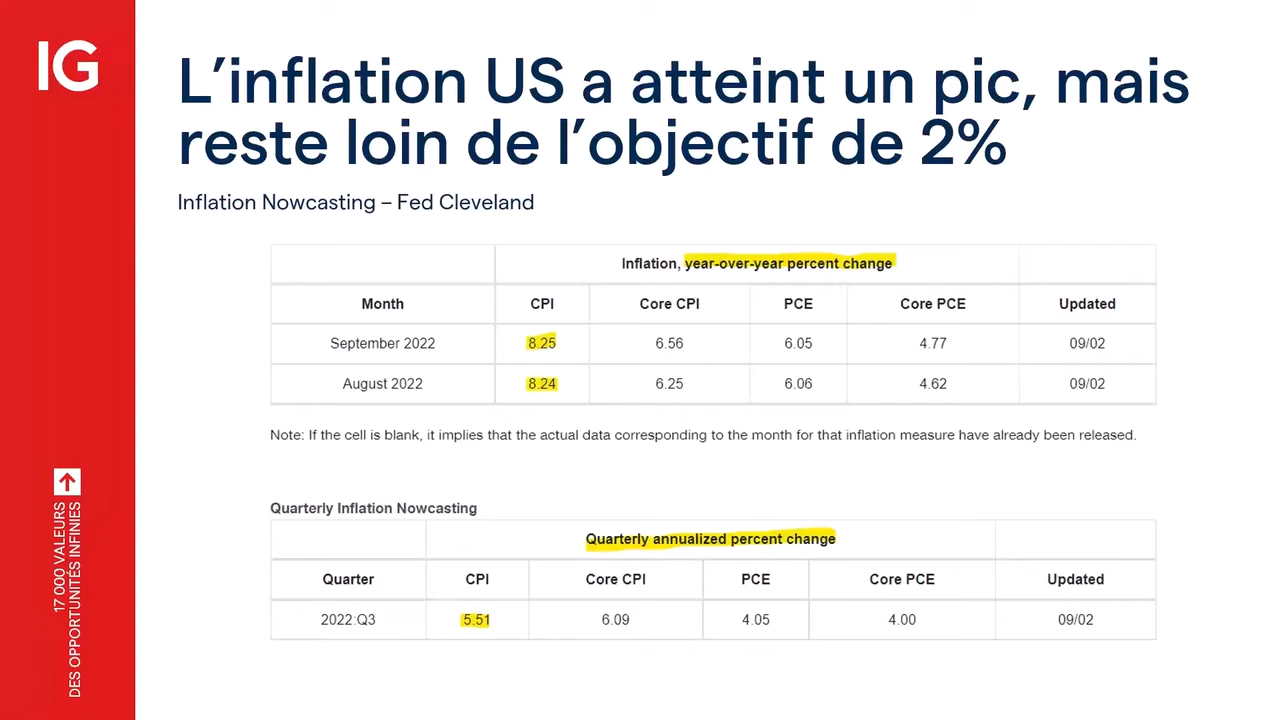 IG
L'inflation US a atteint un pic, mais
reste loin de l'objectif de 2%
Inflation Nowcasting – Fed Cleveland
Inflation, year-over-year percent change
Month CPI Core CPI PCE Core PCE Updated
September 2022 8.25 6.56 6.05 4.77 09/02
August 2022 8.24 6.25 6.06 4.62 09/02
Note: If the cell is blank, it implies that the actual data corresponding to the month for that inflation measure have already been released.
Quarterly Inflation Nowcasting
Quarterly annualized percent change
Quarter CPI Core CPI PCE Core PCE Updated
2022:Q3 5.51 6.09 4.05 4.00 09/02
17 000 VALEURS
DES OPPORTUNITÉS INFINIES